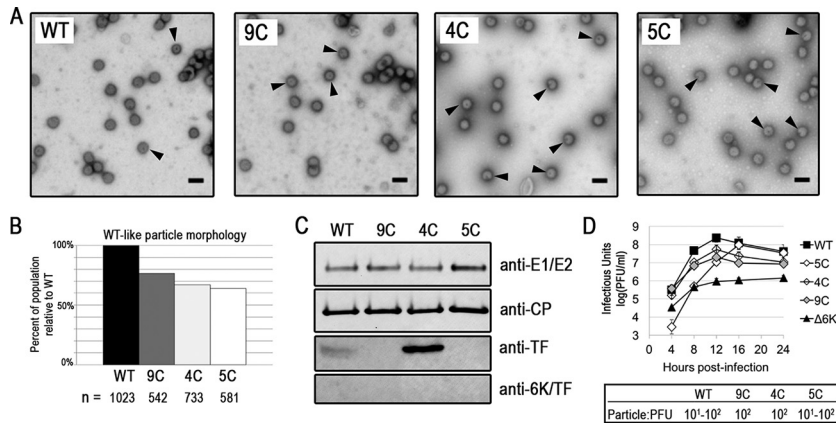 A
WT
9C
4C
5C
B
WT-like particle morphology
Percent of population
relative to WT
100%
50%
0%
WT 9C 4C 5C
n = 1023 542 733 581
C
WT 9C 4C 5C
anti-E1/E2
anti-CP
anti-TF
anti-6K/TF
D
Infectious Units
log(PFU/ml)
9
8
7
6
5
4
3
2
0 4 8 12 16 20 24
Hours post-infection
WT
5C
4C
9C
Δ6K
WT 9C 4C 5C
Particle:PFU 10¹-10² 10² 10² 10¹-10²